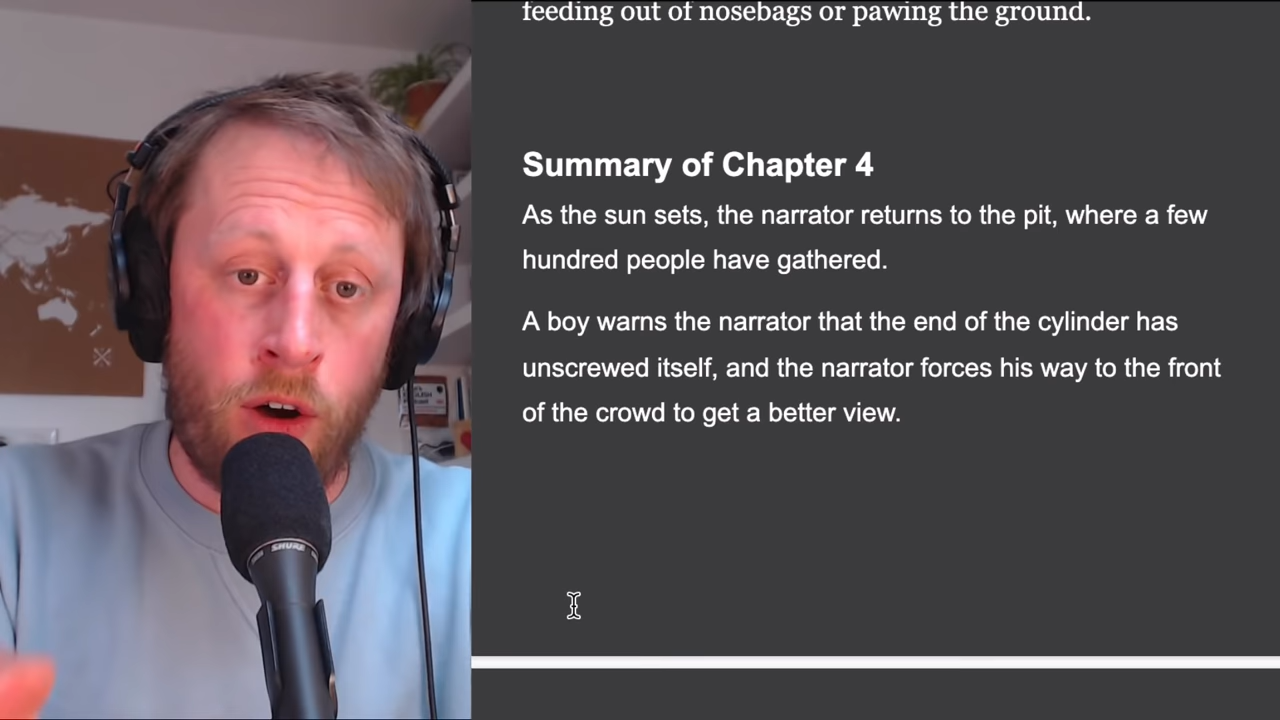 feeding out of nosebags or pawing the ground.
Summary of Chapter 4
As the sun sets, the narrator returns to the pit, where a few
hundred people have gathered.
A boy warns the narrator that the end of the cylinder has
unscrewed itself, and the narrator forces his way to the front
of the crowd to get a better view.
SHURE